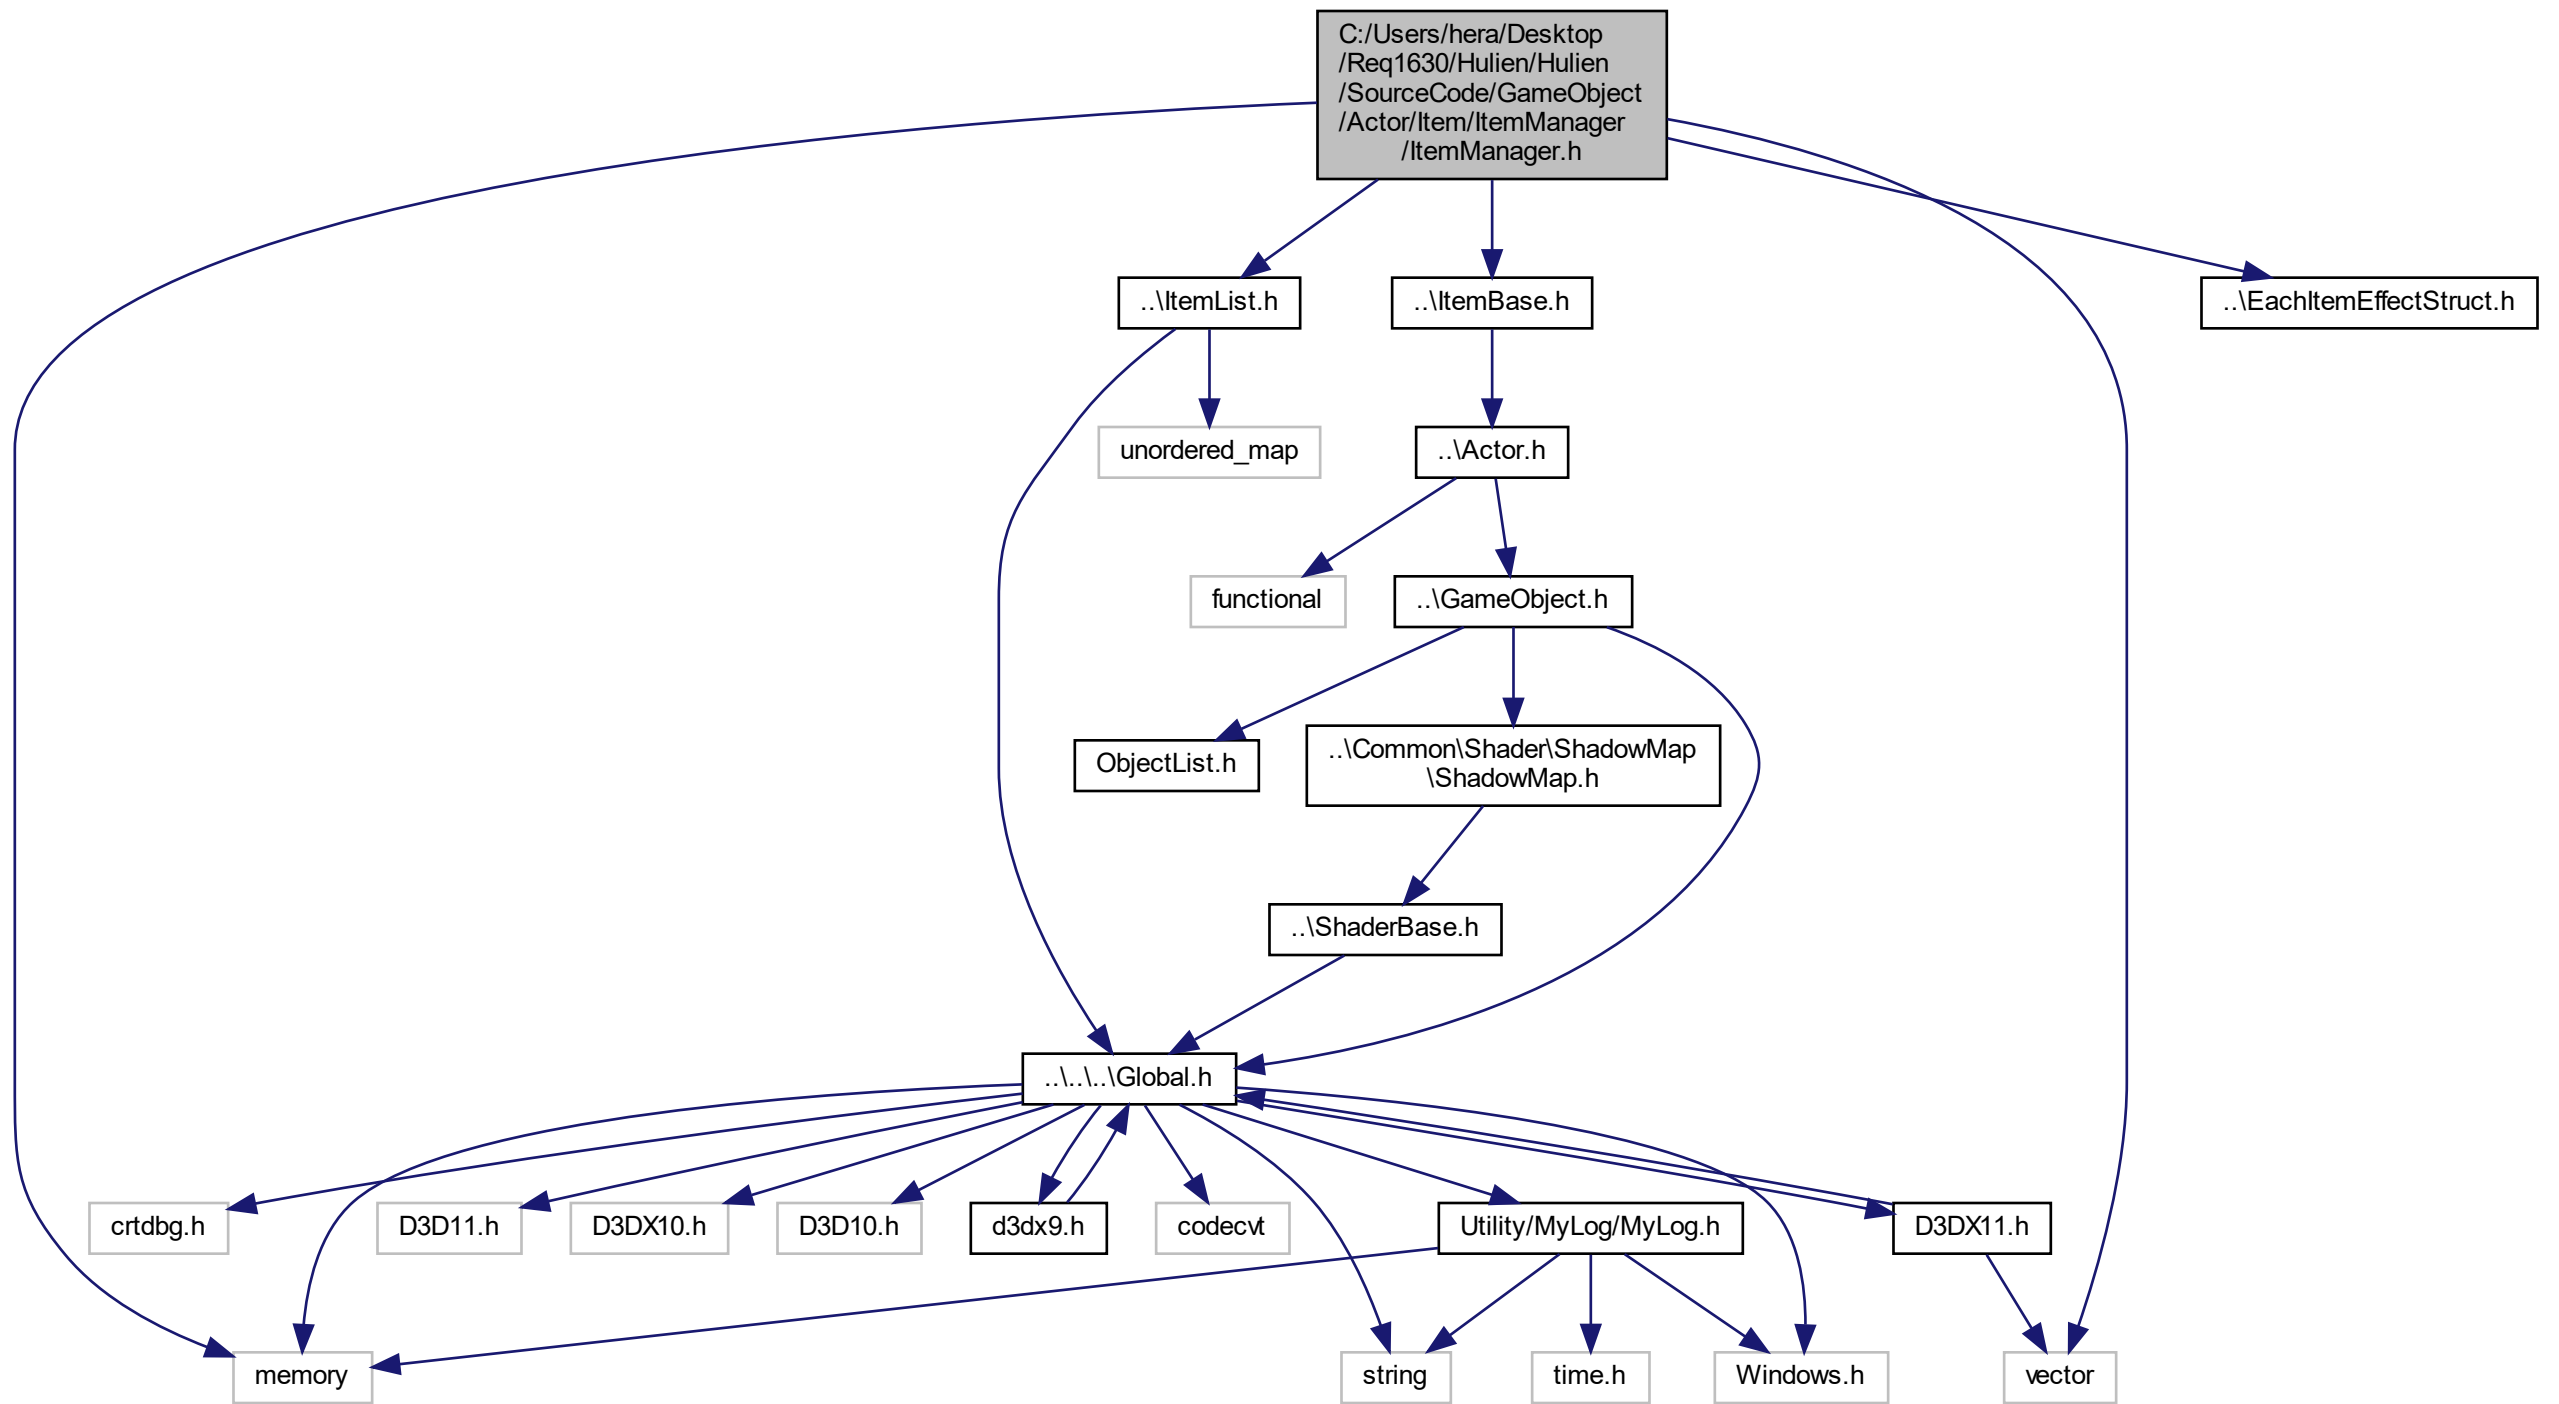 C:/Users/hera/Desktop
/Req1630/Hulien/Hulien
/SourceCode/GameObject
/Actor/Item/ItemManager
/ItemManager.h
..\ItemList.h
..\ItemBase.h
..\EachItemEffectStruct.h
unordered_map
..\Actor.h
functional
..\GameObject.h
ObjectList.h
..\Common\Shader\ShadowMap
\ShadowMap.h
..\ShaderBase.h
..\..\..\Global.h
crtdbg.h
D3D11.h
D3DX10.h
D3D10.h
d3dx9.h
codecvt
Utility/MyLog/MyLog.h
D3DX11.h
memory
string
time.h
Windows.h
vector